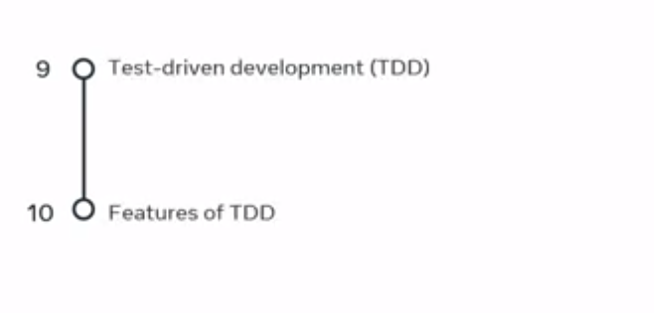 9 Test-driven development (TDD)
10 Features of TDD